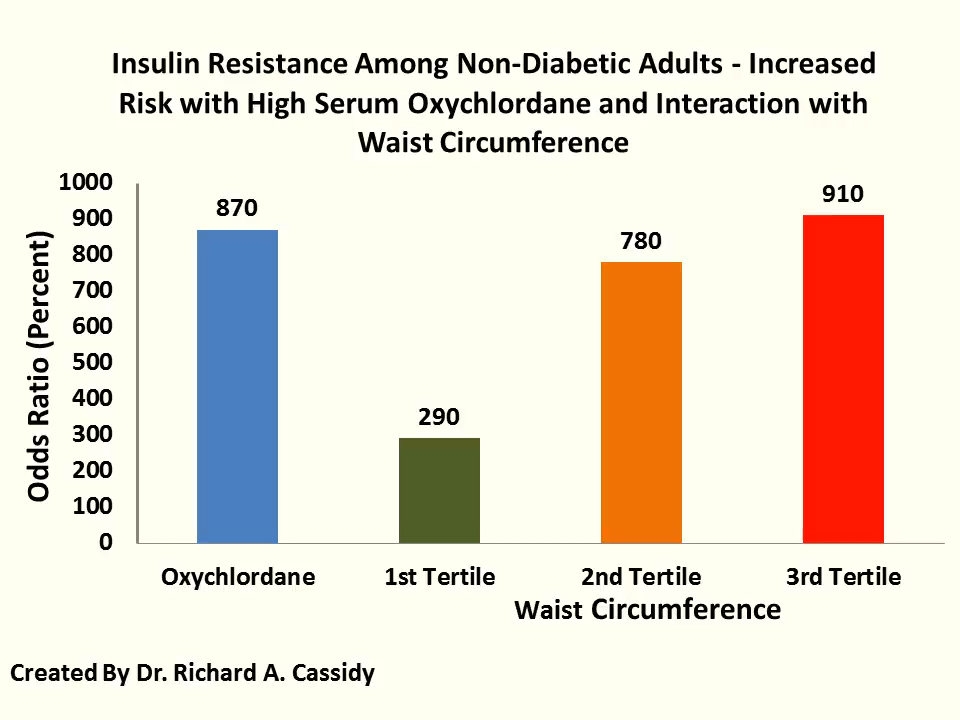 Insulin Resistance Among Non-Diabetic Adults - Increased
Risk with High Serum Oxychlordane and Interaction with
Waist Circumference
Odds Ratio (Percent)
1000
900
800
700
600
500
400
300
200
100
0
870
290
780
910
Oxychlordane
1st Tertile
2nd Tertile
3rd Tertile
Waist Circumference
Created By Dr. Richard A. Cassidy